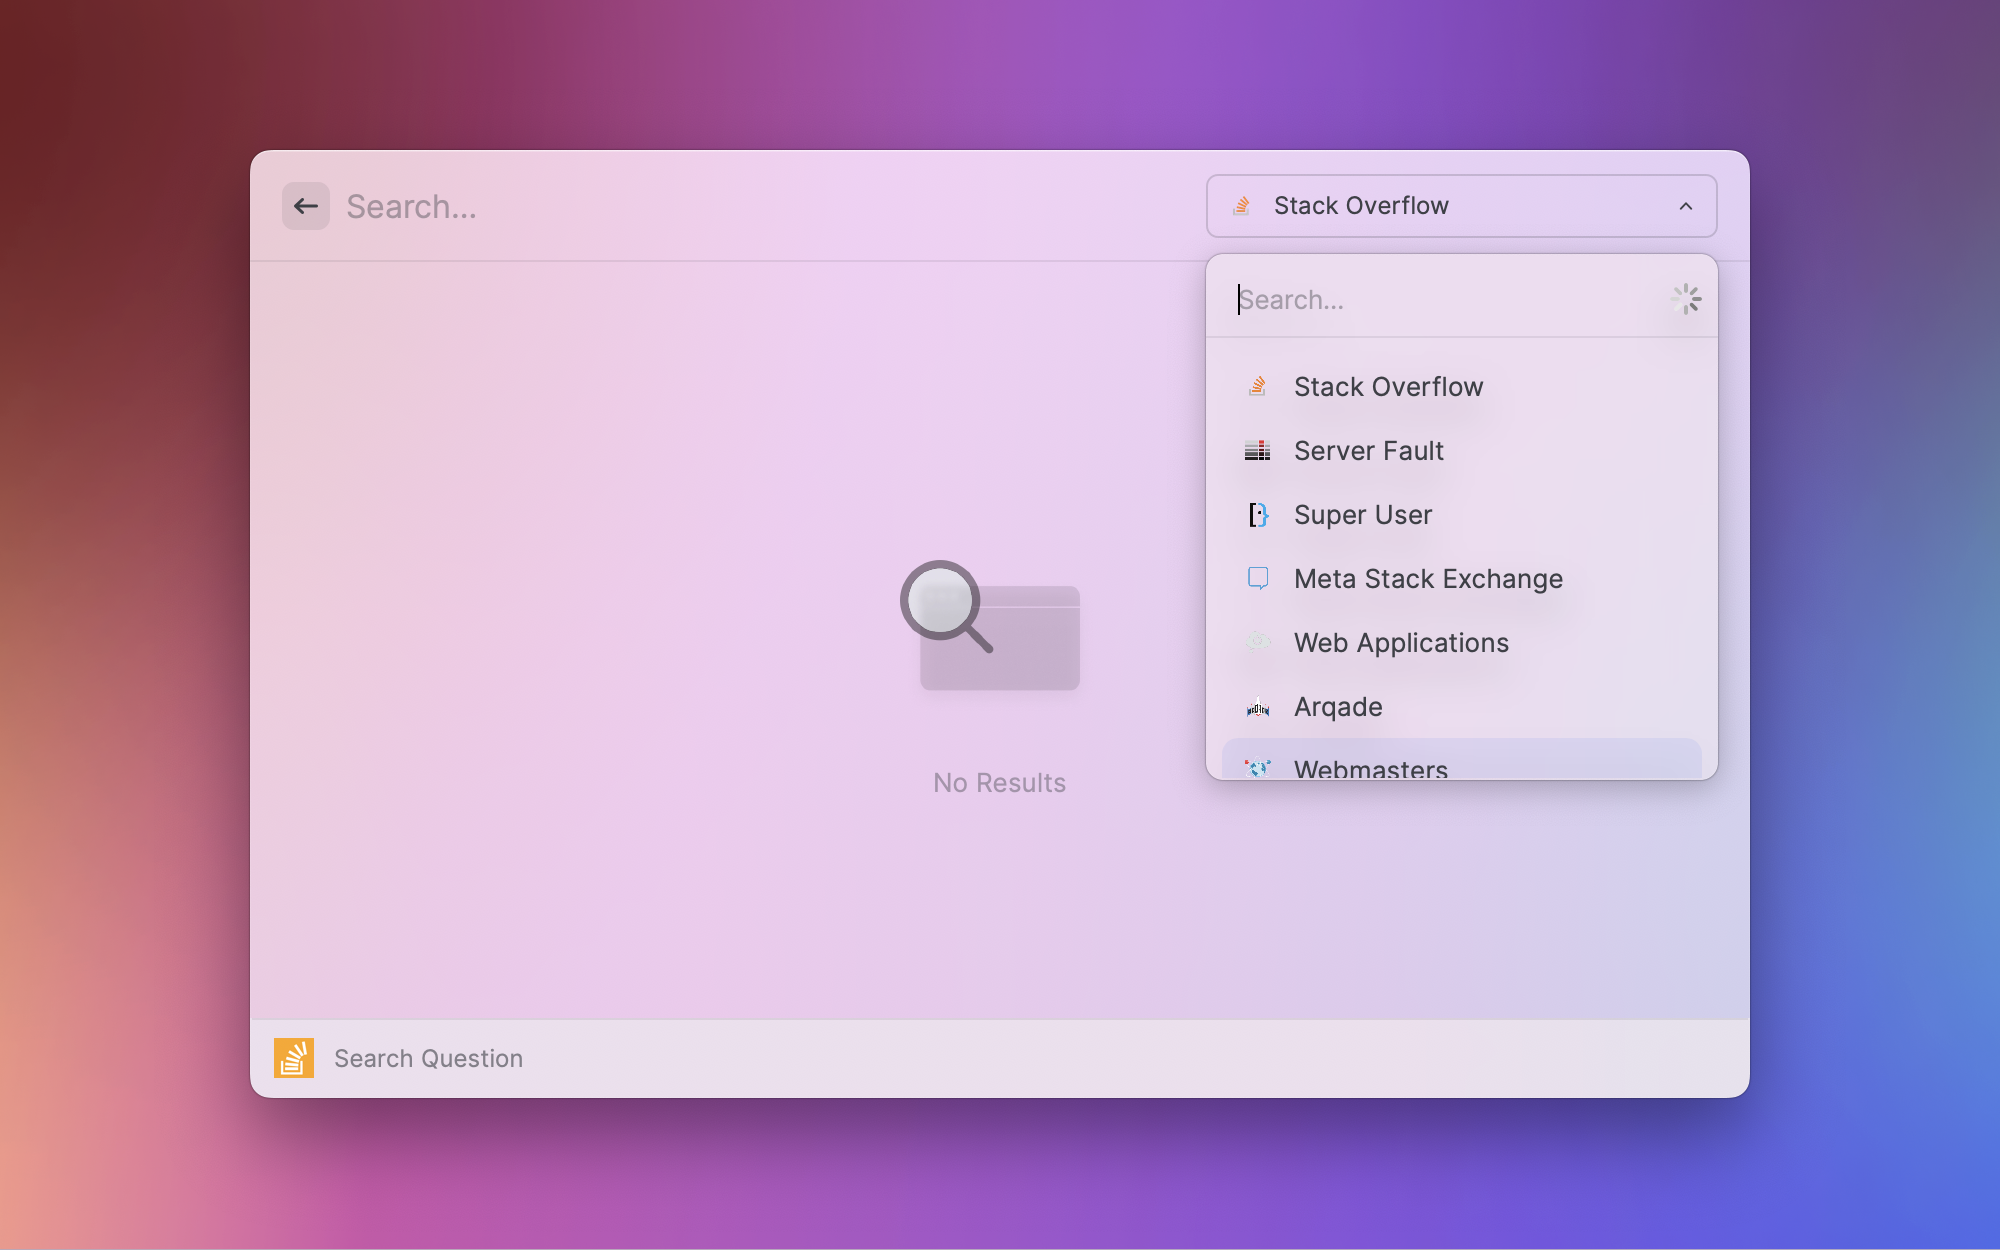 Search...
Stack Overflow
Search...
Stack Overflow
Server Fault
Super User
Meta Stack Exchange
Web Applications
Arqade
Webmasters
No Results
Search Question